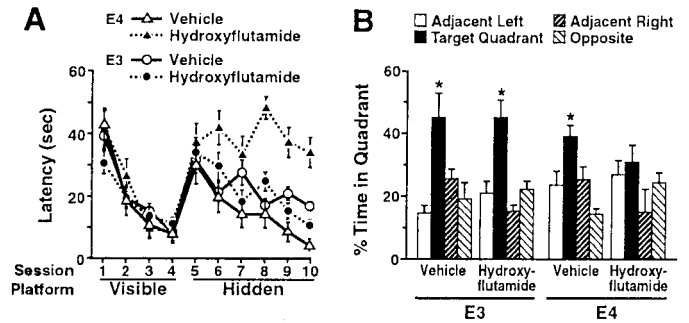 A
E4 Vehicle
Hydroxyflutamide
E3 Vehicle
Hydroxyflutamide
Latency (sec)
60
40
20
0
Session 1 2 3 4 5 6 7 8 9 10
Platform Visible Hidden
B
Adjacent Left Adjacent Right
Target Quadrant Opposite
% Time in Quadrant
60
40
20
0
* * *
Vehicle Hydroxy- Vehicle Hydroxy-
flutamide flutamide
E3 E4